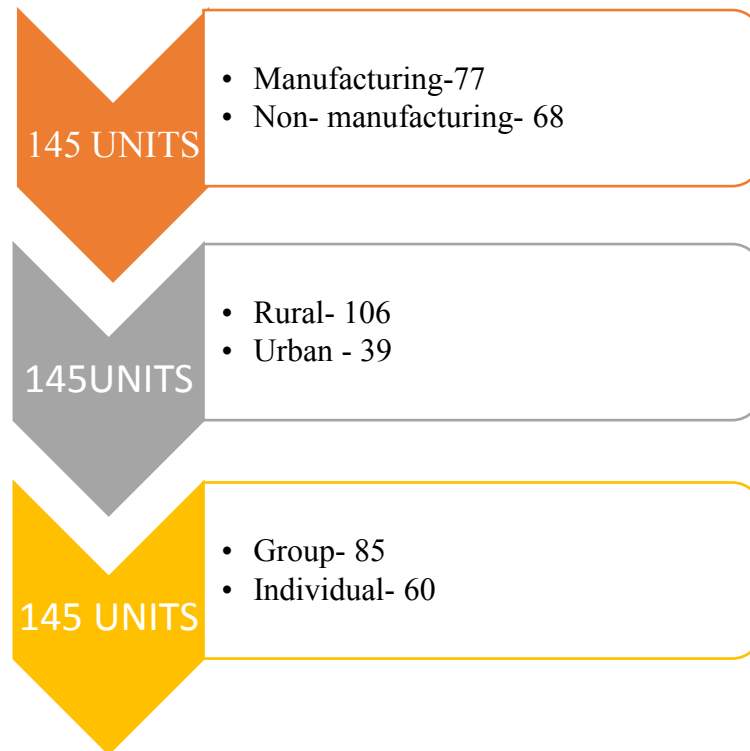 145 UNITS
• Manufacturing-77
• Non- manufacturing- 68
145UNITS
• Rural- 106
• Urban - 39
145 UNITS
• Group- 85
• Individual- 60